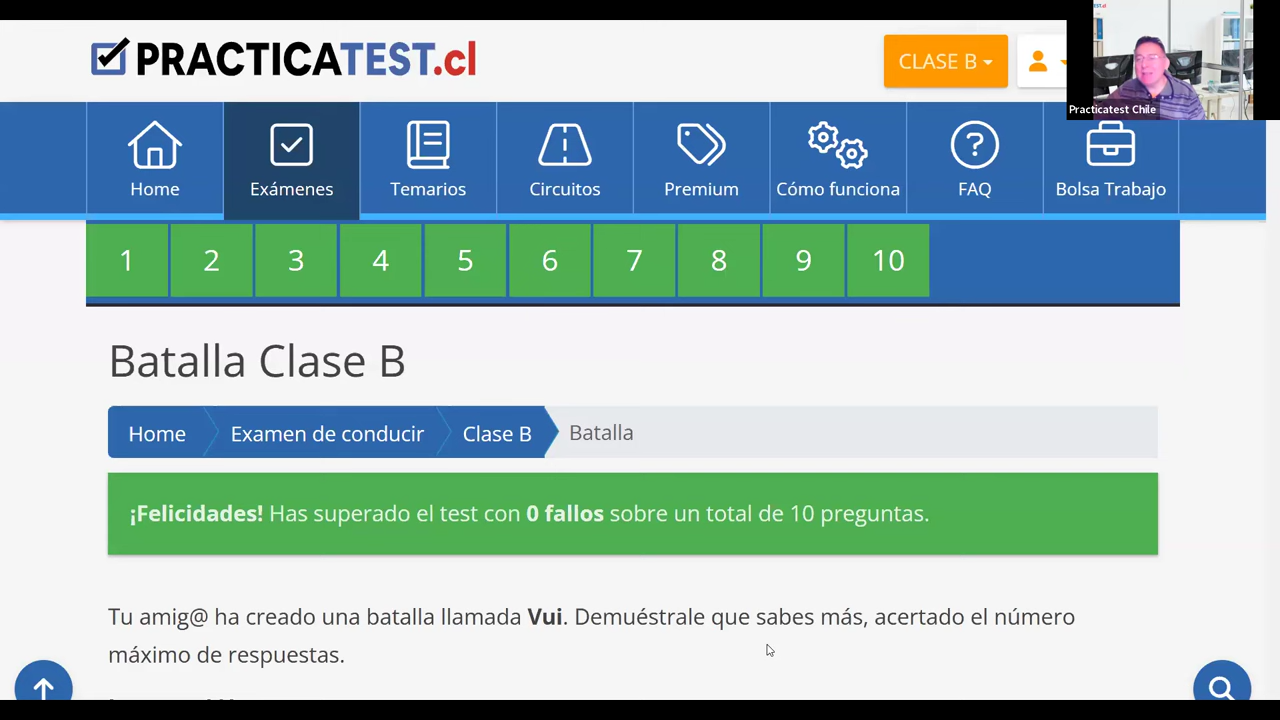 PRACTICATEST.cl
CLASE B
Practicatest Chile
Home
Exámenes
Temarios
Circuitos
Premium
Cómo funciona
FAQ
Bolsa Trabajo
1 2 3 4 5 6 7 8 9 10
Batalla Clase B
Home Examen de conducir Clase B Batalla
¡Felicidades! Has superado el test con 0 fallos sobre un total de 10 preguntas.
Tu amig@ ha creado una batalla llamada Vui. Demuéstrale que sabes más, acertado el número
máximo de respuestas.